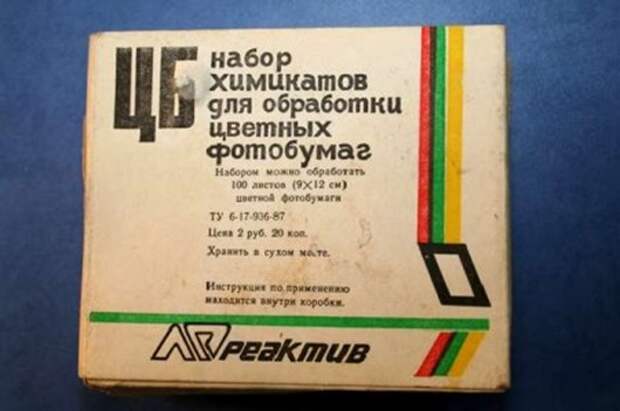 ЦБ
набор
химикатов
для обработки
цветных
фотобумаг
Набором можно обработать
100 листов (9×12 см)
цветной фотобумаги
ТУ 6-17-936-87
Цена 2 руб. 20 коп.
Хранить в сухом месте.
Инструкция по применению
находится внутри коробки.
реактив